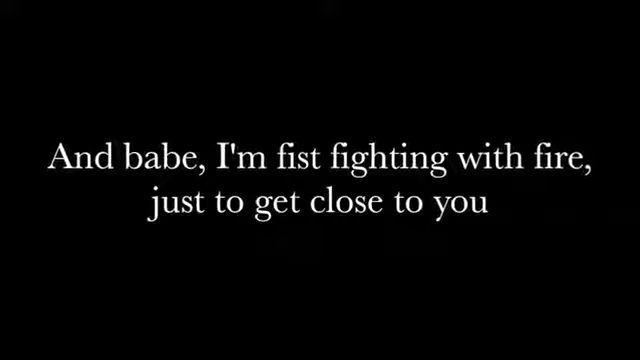 And babe, I'm fist fighting with fire,
just to get close to you